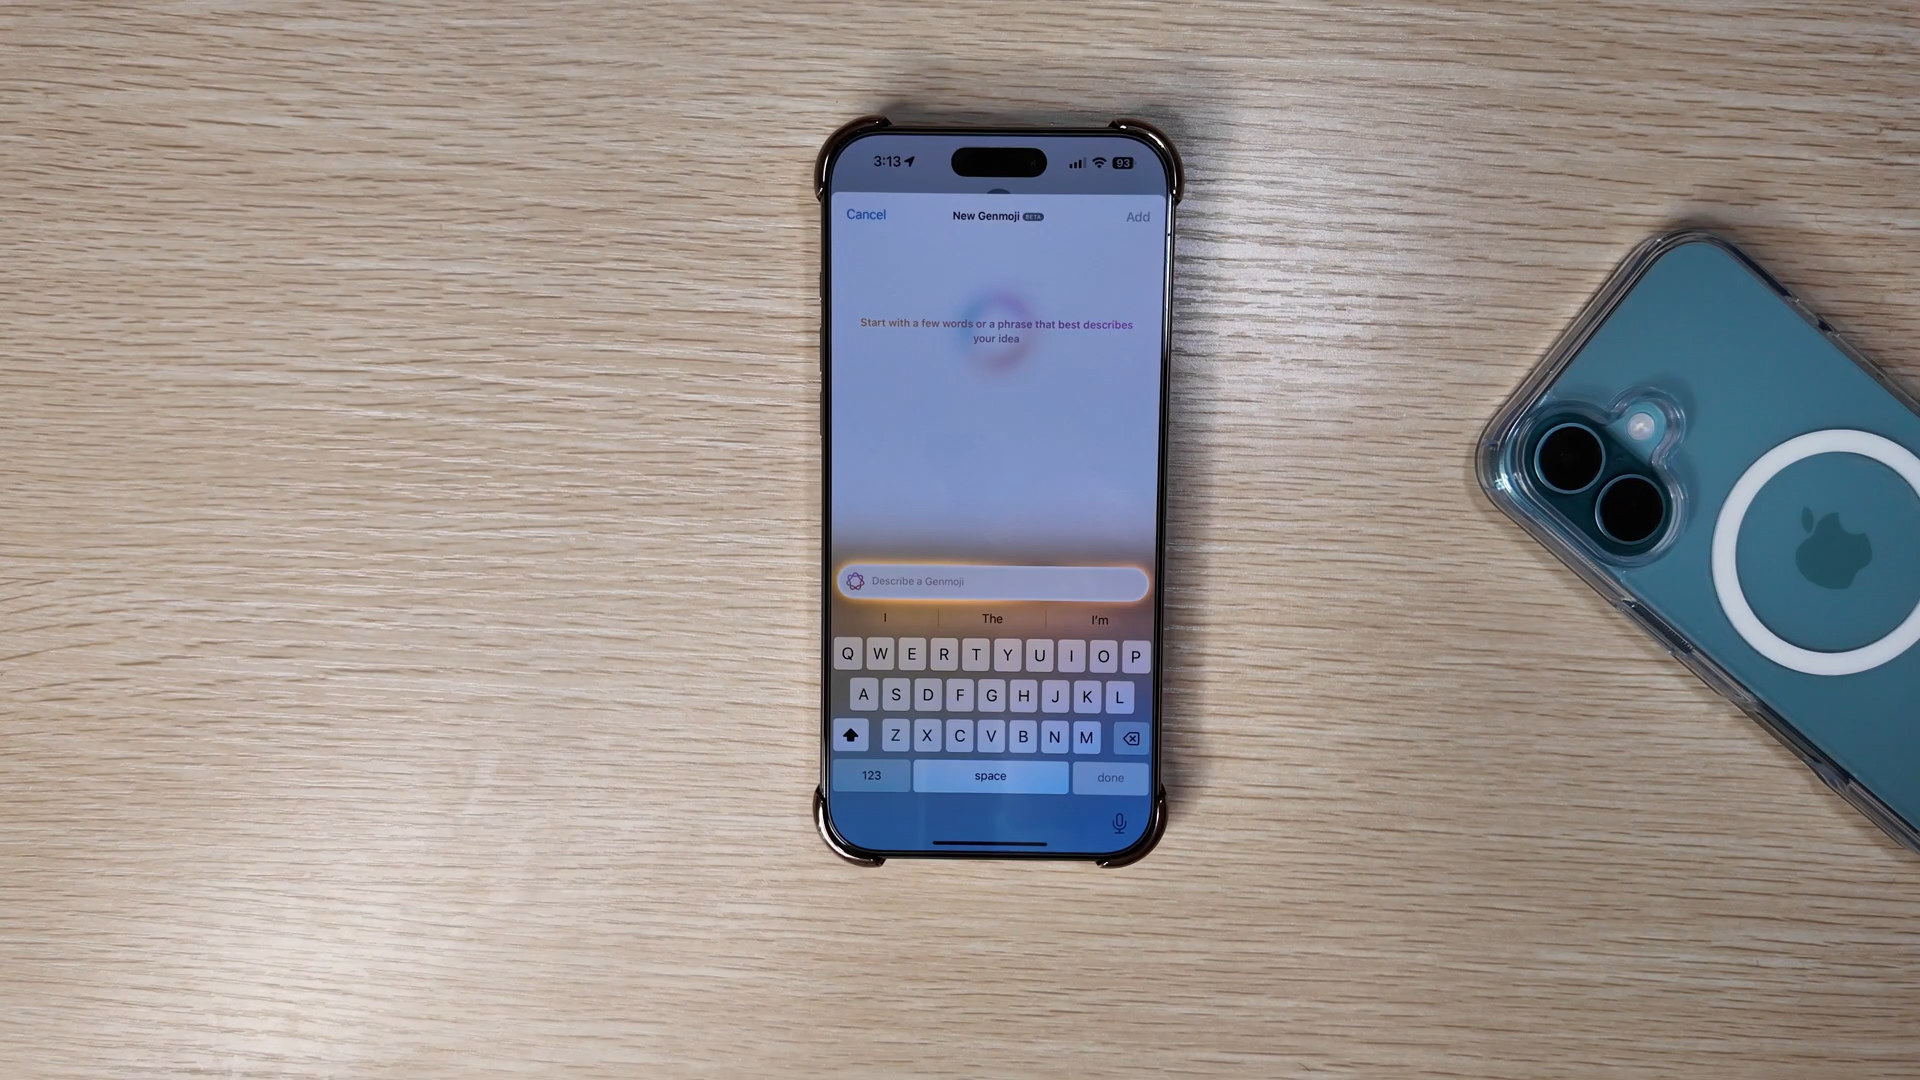 3:13
93
Cancel
New Genmoji BETA
Add
Start with a few words or a phrase that best describes
your idea
Describe a Genmoji
I
The
I'm
Q W E R T Y U I O P
A S D F G H J K L
Z X C V B N M
123
space
done